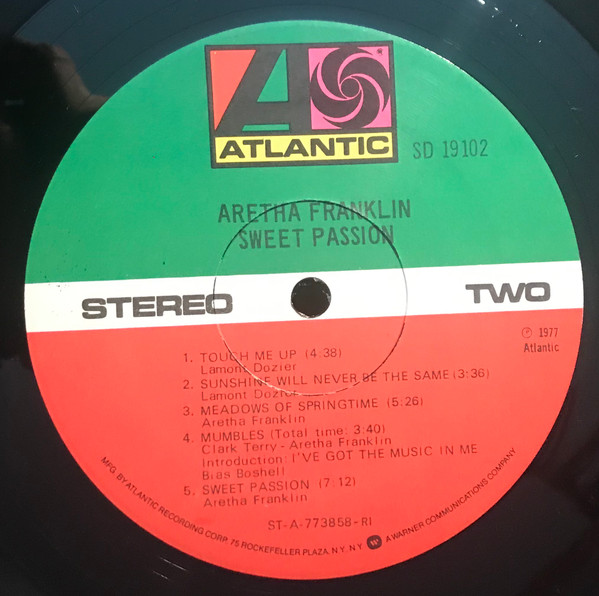 ATLANTIC
SD 19102
ARETHA FRANKLIN
SWEET PASSION
STEREO
TWO
℗ 1977
Atlantic
1. TOUCH ME UP (4:38)
Lamont Dozier
2. SUNSHINE WILL NEVER BE THE SAME (3:36)
Lamont Dozier
3. MEADOWS OF SPRINGTIME (5:26)
Aretha Franklin
4. MUMBLES (Total time: 3:40)
Clark Terry - Aretha Franklin
Introduction: I'VE GOT THE MUSIC IN ME
Bias Boshell
5. SWEET PASSION (7:12)
Aretha Franklin
ST-A-773858-RI
MFG. BY ATLANTIC RECORDING CORP. 75 ROCKEFELLER PLAZA, N.Y. N.Y. A WARNER COMMUNICATIONS COMPANY